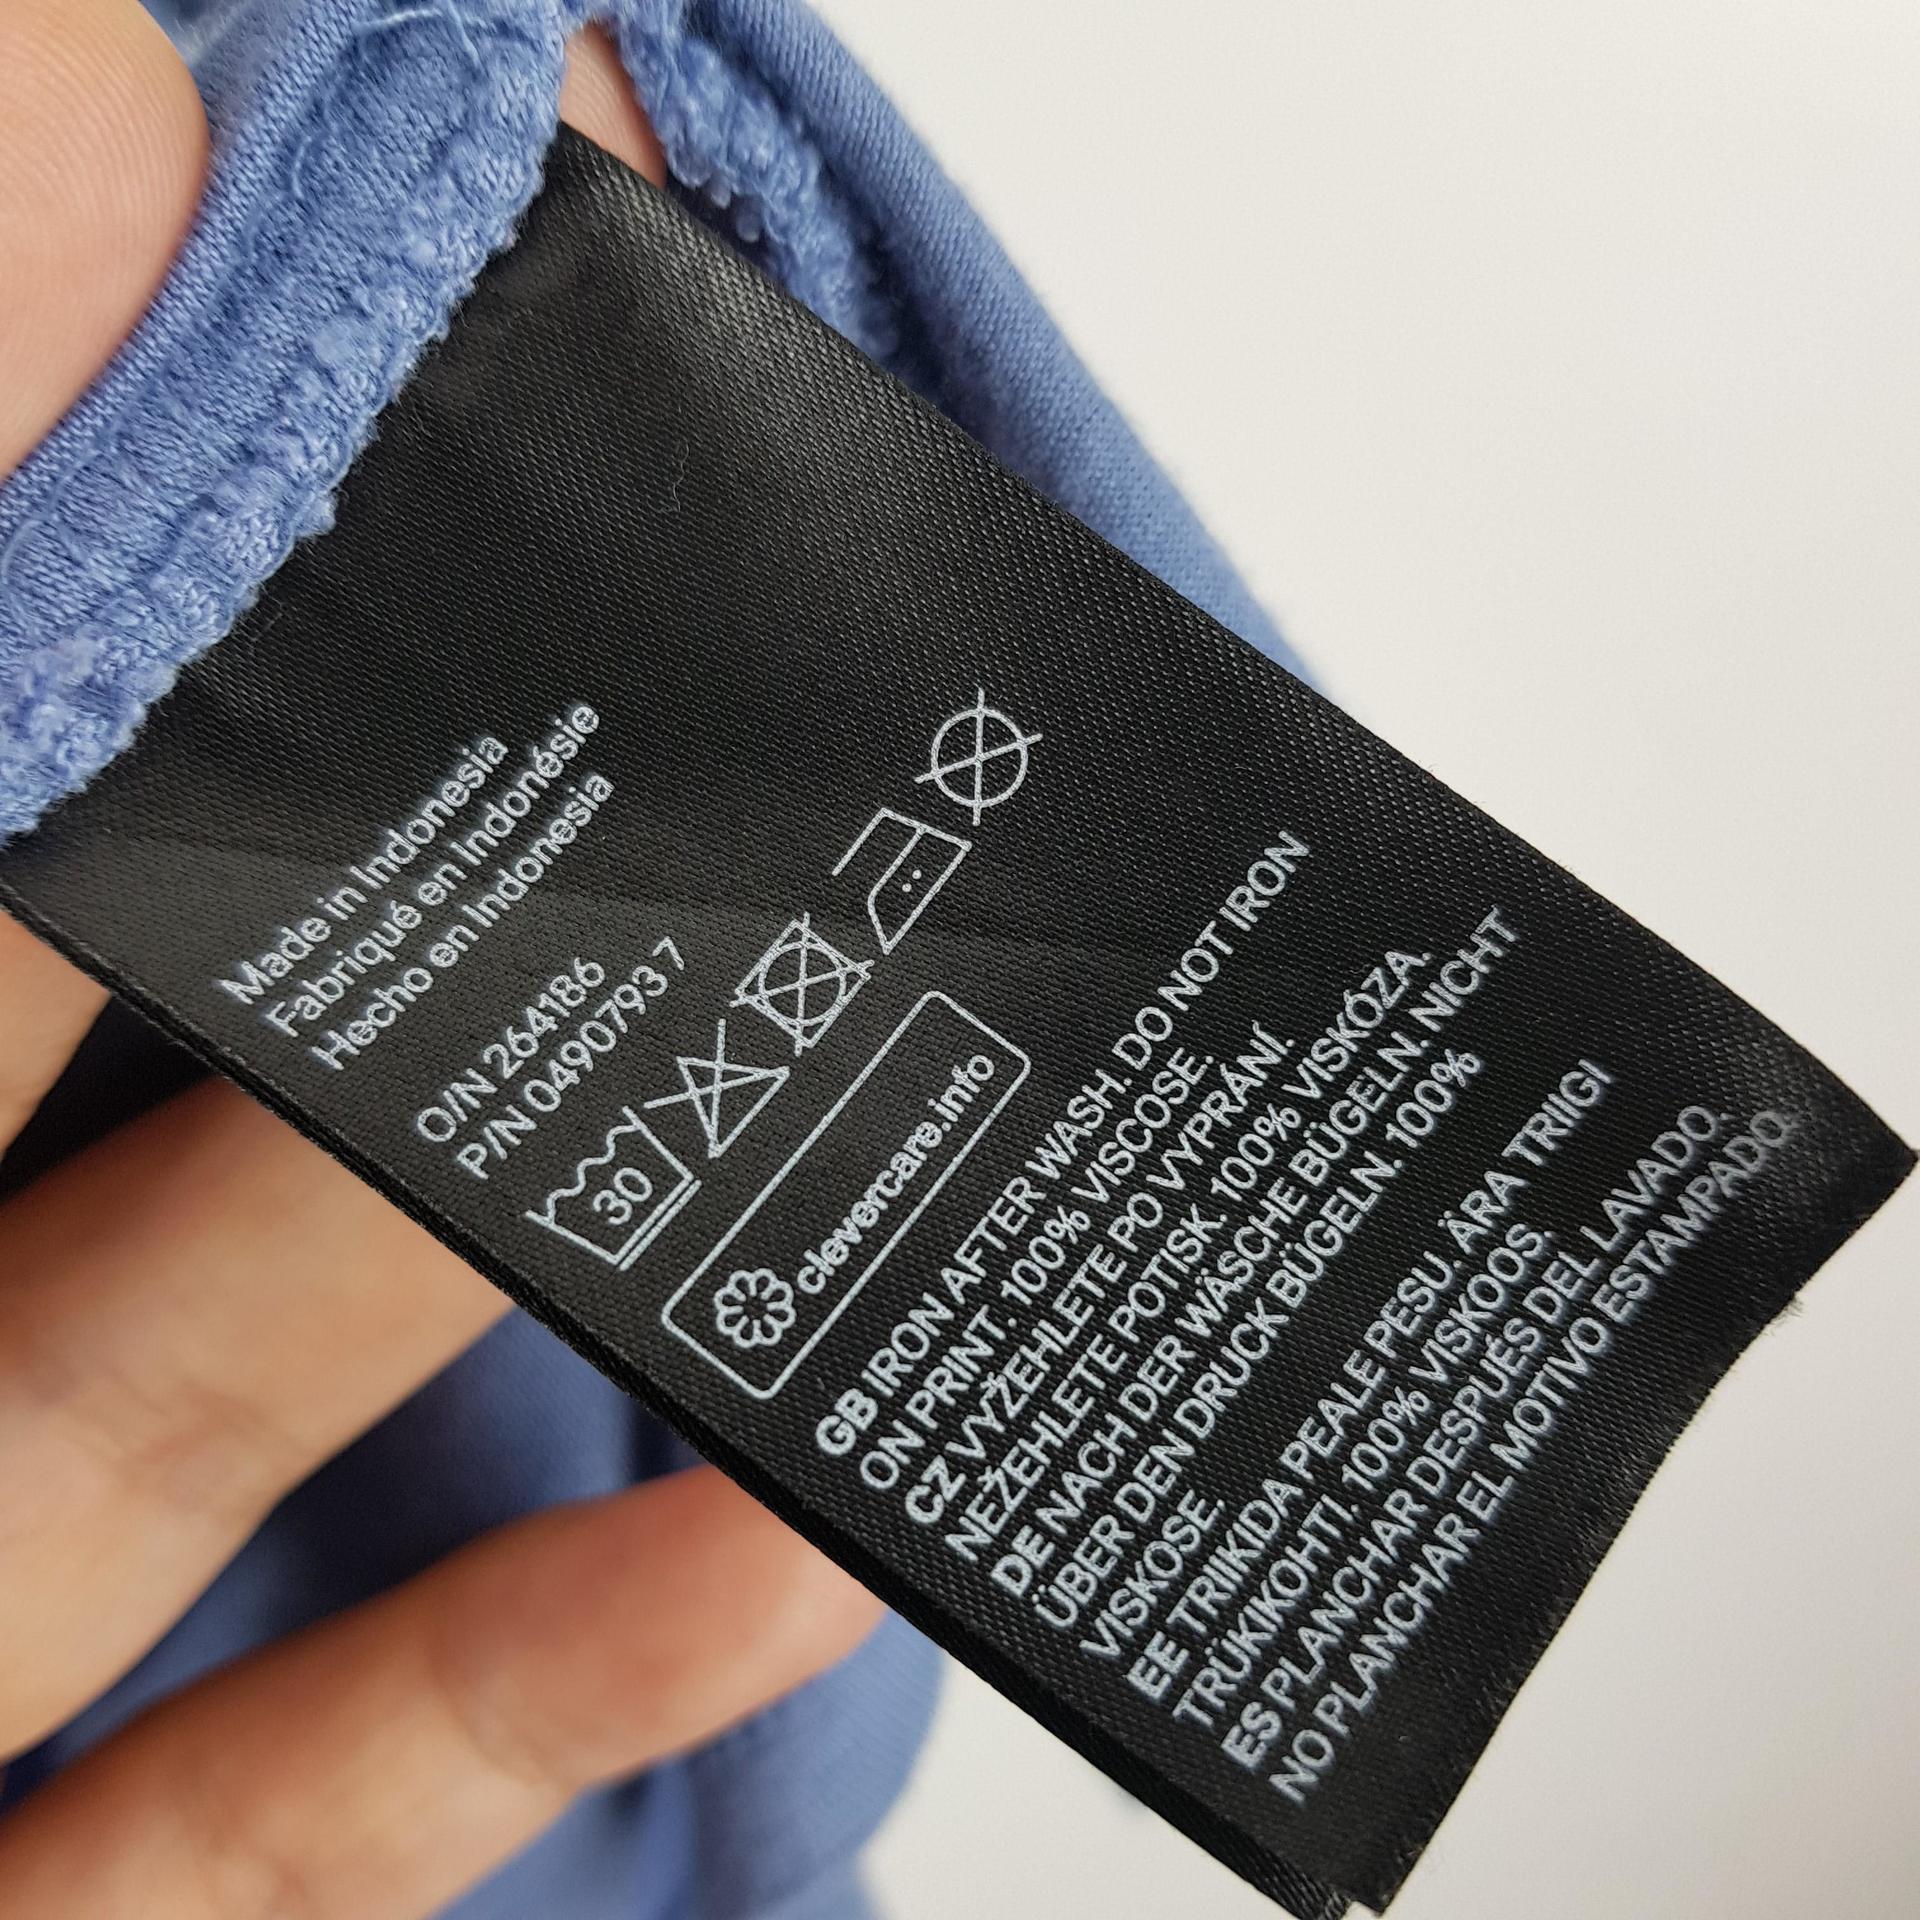 Made in Indonesia
Fabriqué en Indonésie
Hecho en Indonesia
O/N 264186
P/N 04907937
30
clevercare.info
GB IRON AFTER WASH. DO NOT IRON
ON PRINT. 100% VISCOSE.
CZ VYŽEHLETE PO VYPRÁNÍ.
NEŽEHLETE POTISK. 100% VISKÓZA.
DE NACH DER WÄSCHE BÜGELN. NICHT
ÜBER DEN DRUCK BÜGELN. 100%
VISKOSE.
EE TRIIKIDA PEALE PESU. ÄRA TRIIGI
TRÜKIKOHTI. 100% VISKOOS.
ES PLANCHAR DESPUÉS DEL LAVADO.
NO PLANCHAR EL MOTIVO ESTAMPADO.